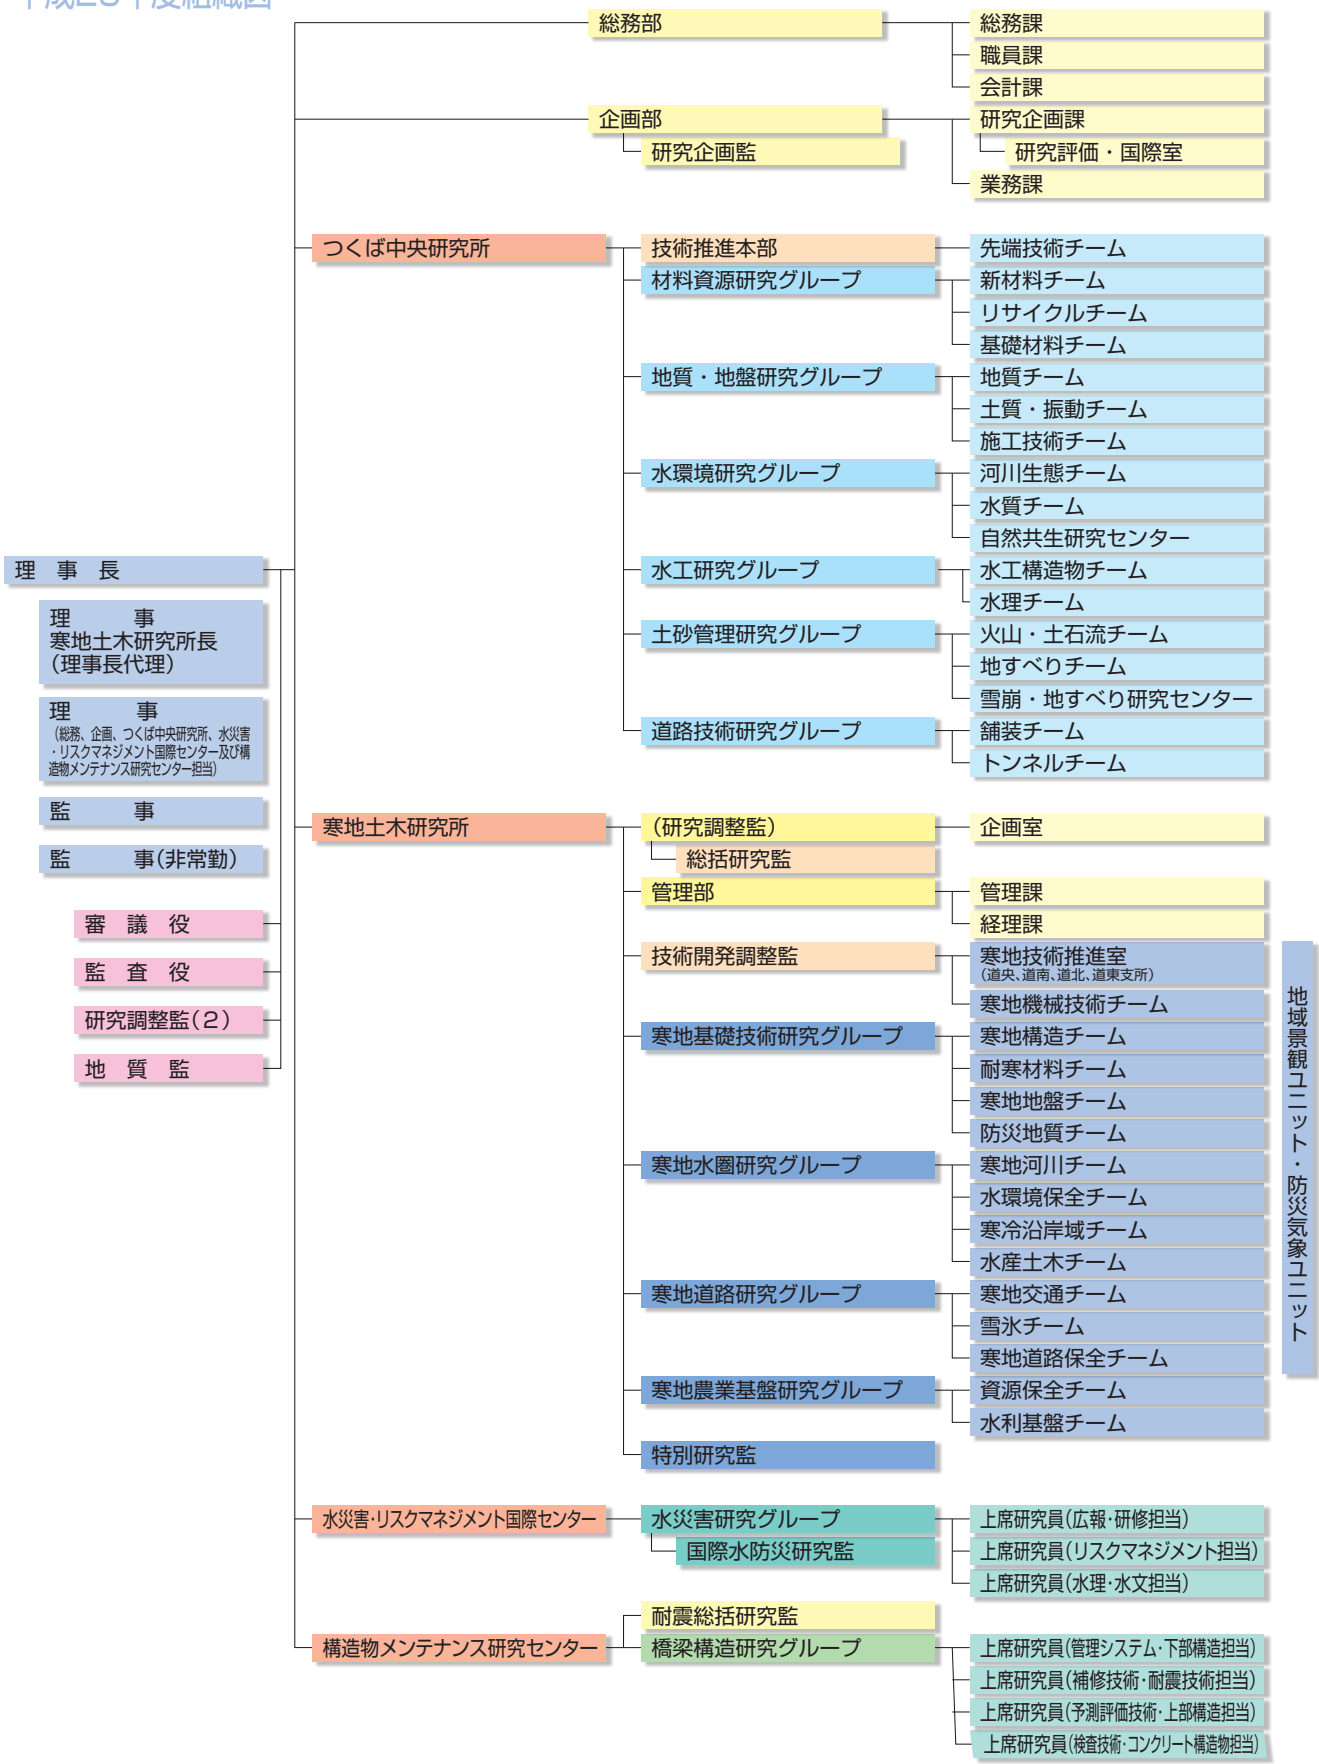 平成23年度組織図
総務部
総務課
職員課
会計課
企画部
研究企画監
研究企画課
研究評価・国際室
業務課
つくば中央研究所
技術推進本部
先端技術チーム
材料資源研究グループ
新材料チーム
リサイクルチーム
基礎材料チーム
地質・地盤研究グループ
地質チーム
土質・振動チーム
施工技術チーム
水環境研究グループ
河川生態チーム
水質チーム
自然共生研究センター
水工研究グループ
水工構造物チーム
水理チーム
土砂管理研究グループ
火山・土石流チーム
地すべりチーム
雪崩・地すべり研究センター
道路技術研究グループ
舗装チーム
トンネルチーム
理　事　長
理　　　事
寒地土木研究所長
(理事長代理)
理　　　事
(総務、企画、つくば中央研究所、水災害
・リスクマネジメント国際センター及び構
造物メンテナンス研究センター担当)
監　　　事
監　　　事(非常勤)
審　議　役
監　査　役
研究調整監(2)
地　質　監
寒地土木研究所
(研究調整監)
総括研究監
企画室
管理部
管理課
経理課
技術開発調整監
寒地技術推進室
(道央、道南、道北、道東支所)
寒地機械技術チーム
寒地基礎技術研究グループ
寒地構造チーム
耐寒材料チーム
寒地地盤チーム
防災地質チーム
寒地水圏研究グループ
寒地河川チーム
水環境保全チーム
寒冷沿岸域チーム
水産土木チーム
寒地道路研究グループ
寒地交通チーム
雪氷チーム
寒地道路保全チーム
寒地農業基盤研究グループ
資源保全チーム
水利基盤チーム
特別研究監
地域景観ユニット・防災気象ユニット
水災害・リスクマネジメント国際センター
水災害研究グループ
国際水防災研究監
上席研究員(広報・研修担当)
上席研究員(リスクマネジメント担当)
上席研究員(水理・水文担当)
構造物メンテナンス研究センター
耐震総括研究監
橋梁構造研究グループ
上席研究員(管理システム・下部構造担当)
上席研究員(補修技術・耐震技術担当)
上席研究員(予測評価技術・上部構造担当)
上席研究員(検査技術・コンクリート構造物担当)